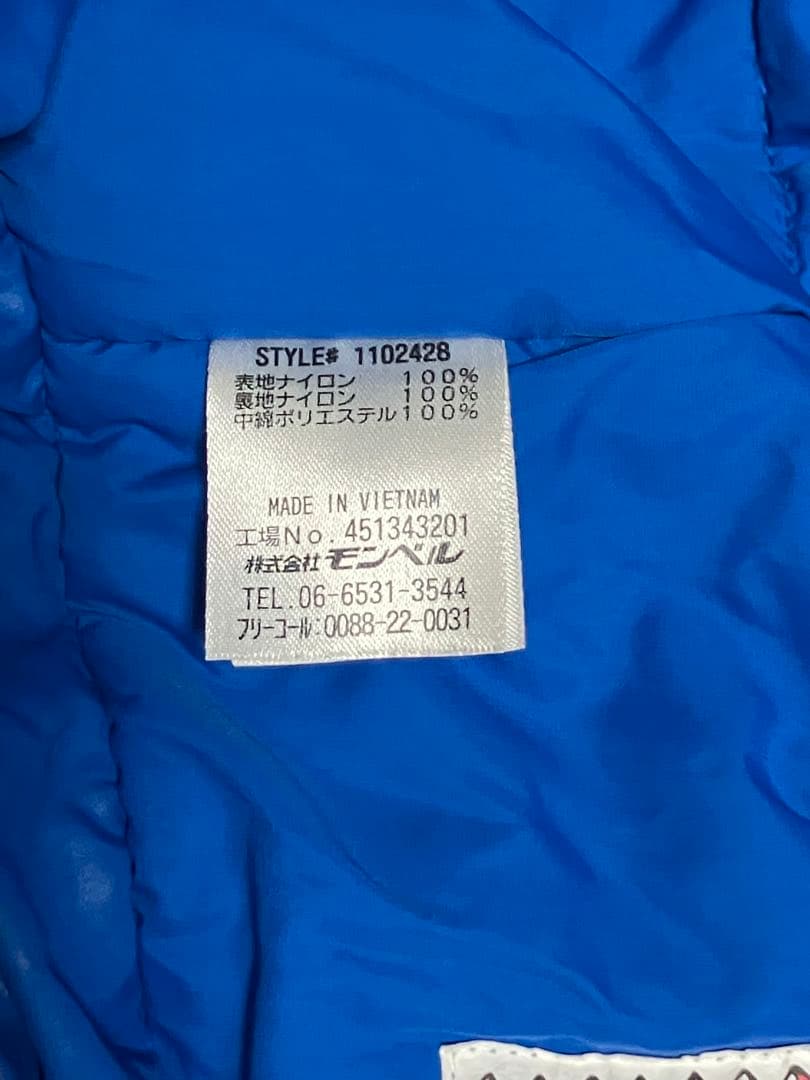 STYLE# 1102428
表地ナイロン 100%
裏地ナイロン 100%
中綿ポリエステル100%
MADE IN VIETNAM
工場No.451343201
株式会社モンベル
TEL.06-6531-3544
フリーコール:0088-22-0031